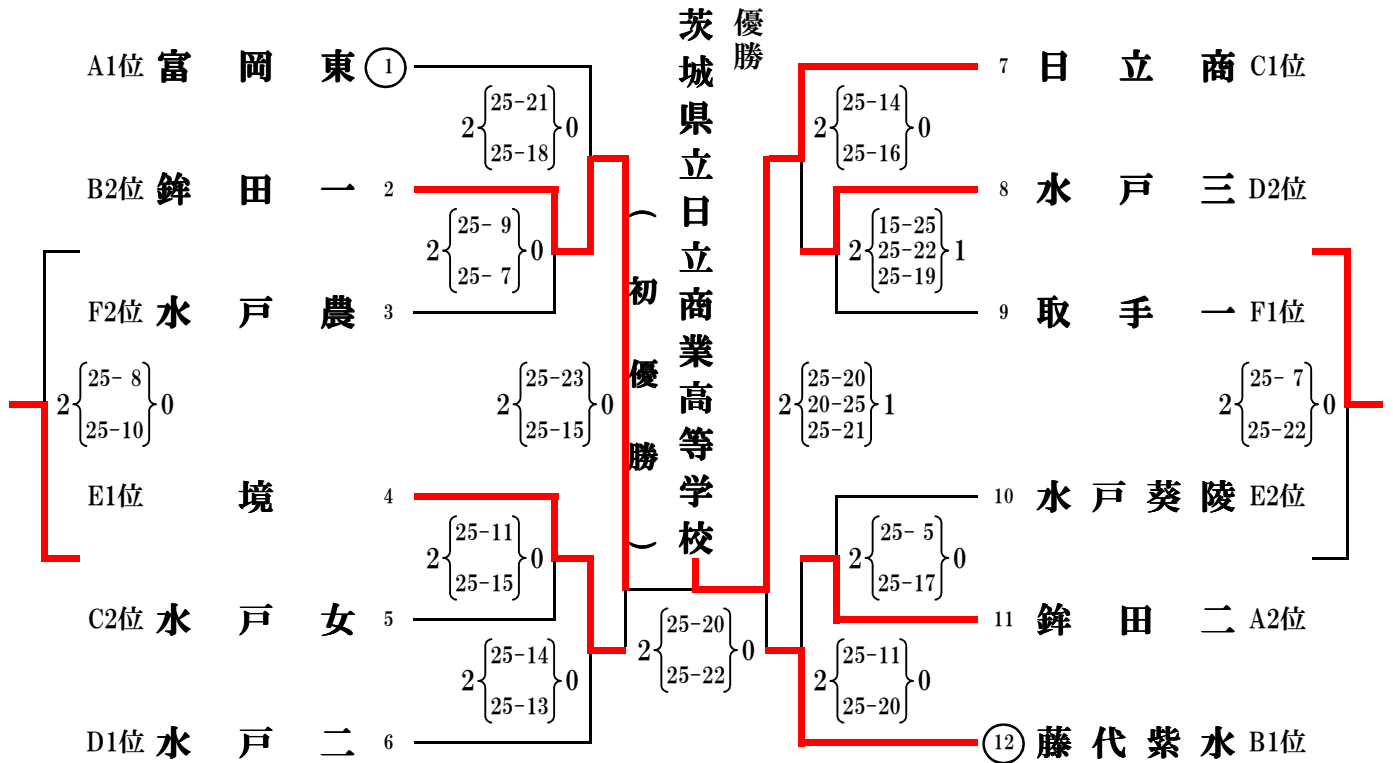 優勝
茨城県立日立商業高等学校
（初優勝）
A1位 富岡東 1
B2位 鉾田一 2
F2位 水戸農 3
E1位 境 4
C2位 水戸女 5
D1位 水戸二 6
7 日立商 C1位
8 水戸三 D2位
9 取手一 F1位
10 水戸葵陵 E2位
11 鉾田二 A2位
12 藤代紫水 B1位
2 { 25-21 25-18 } 0
2 { 25- 9 25- 7 } 0
2 { 25- 8 25-10 } 0
2 { 25-23 25-15 } 0
2 { 25-11 25-15 } 0
2 { 25-14 25-13 } 0
2 { 25-20 25-22 } 0
2 { 25-14 25-16 } 0
2 { 15-25 25-22 25-19 } 1
2 { 25-20 20-25 25-21 } 1
2 { 25- 7 25-22 } 0
2 { 25- 5 25-17 } 0
2 { 25-11 25-20 } 0